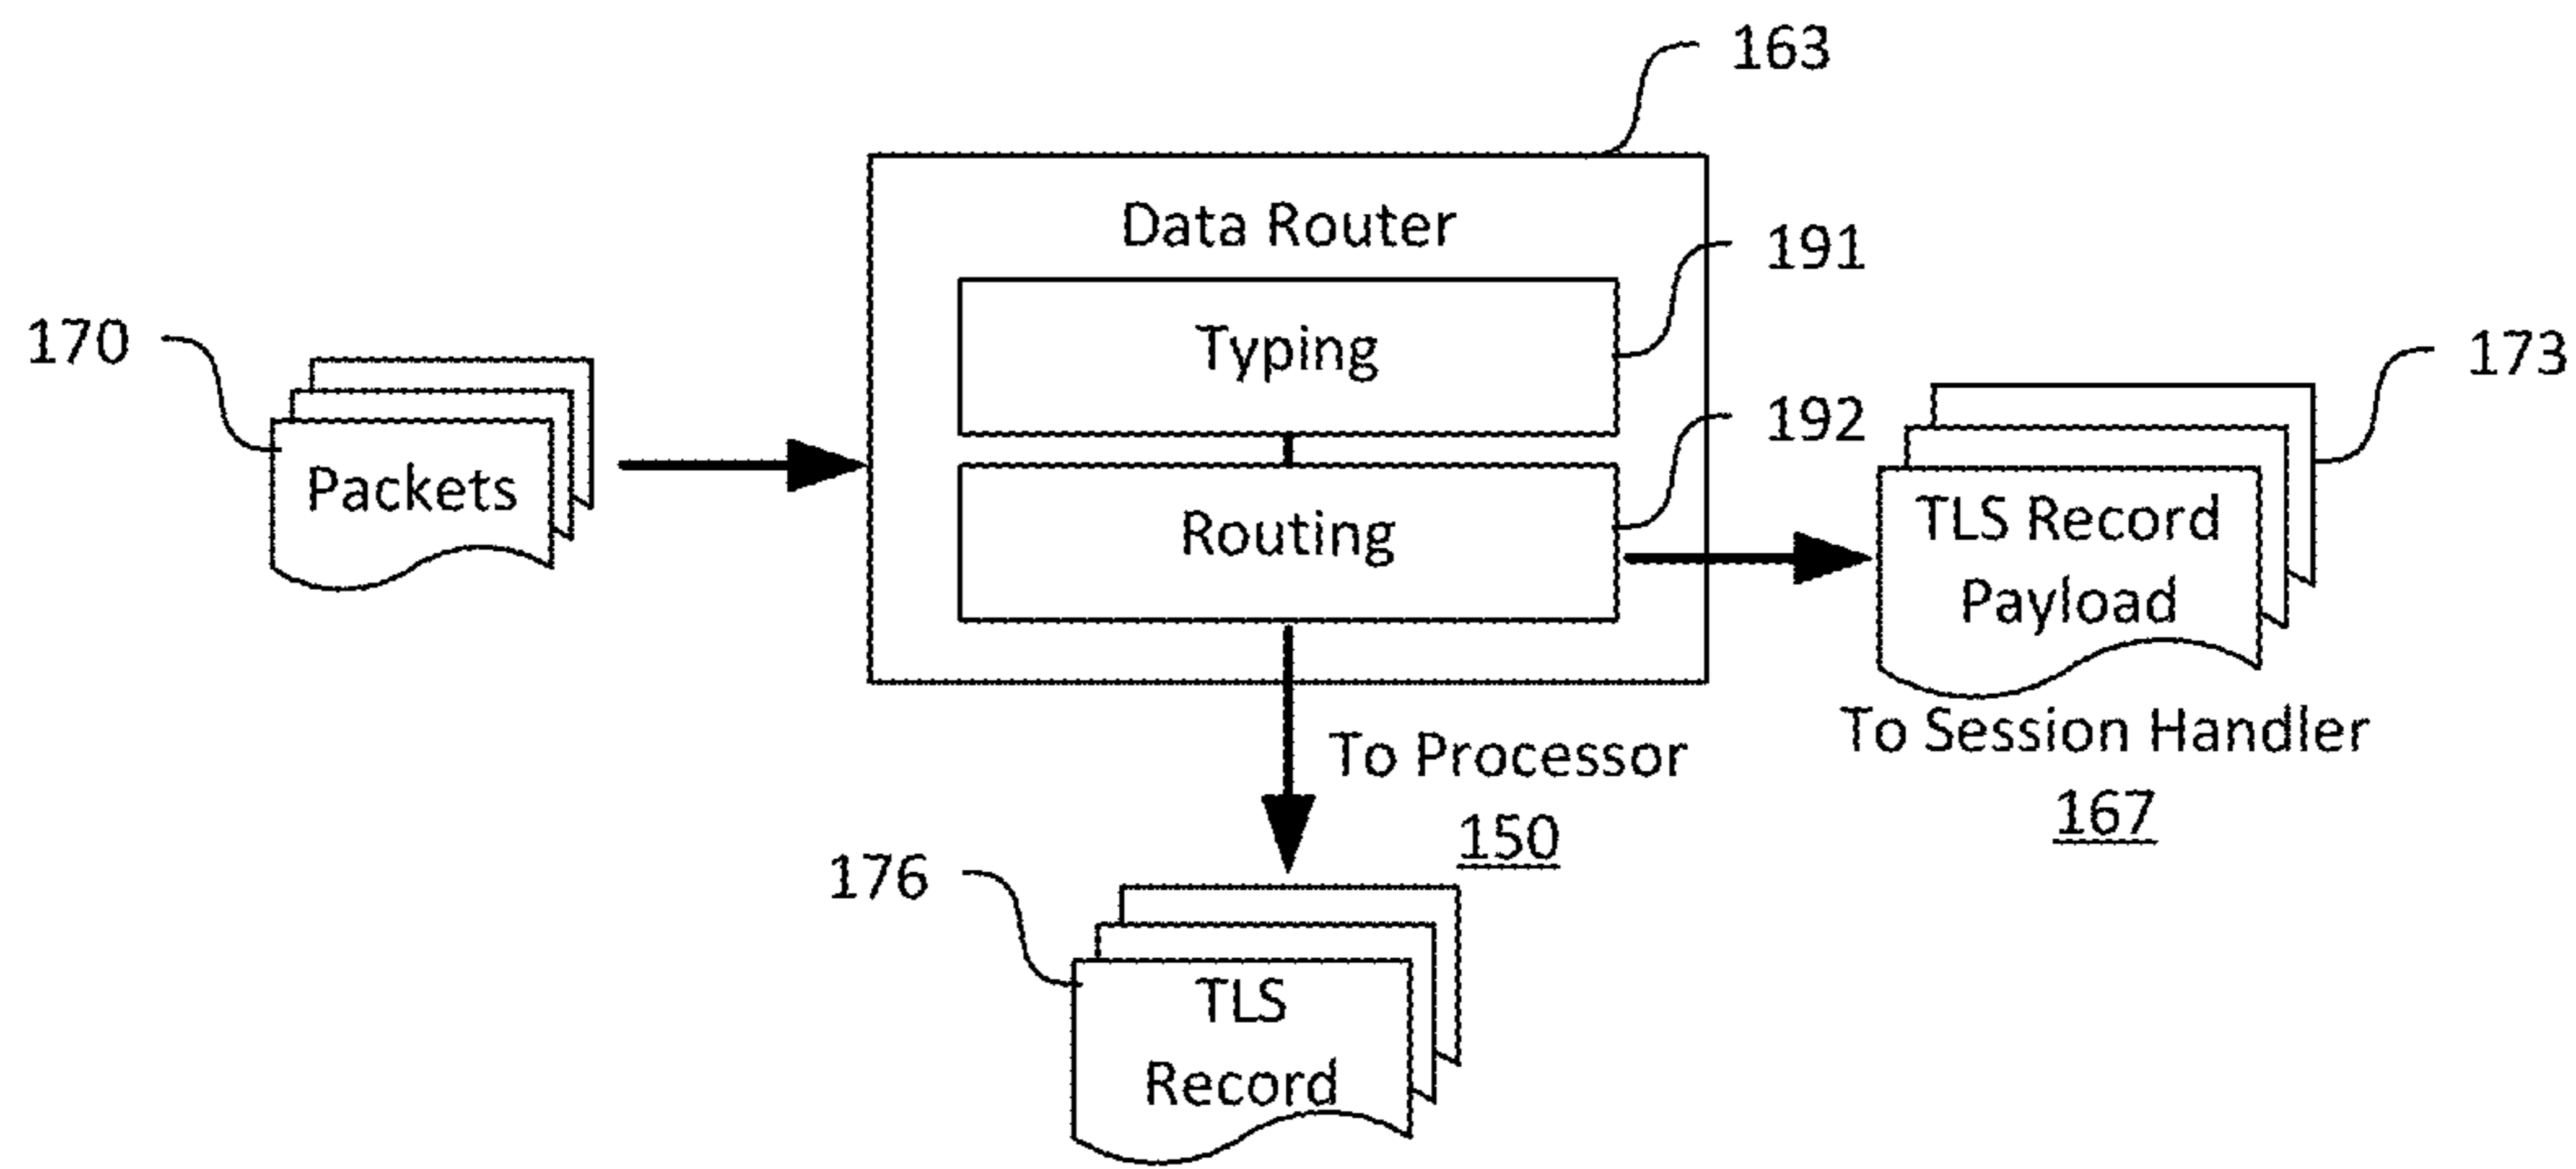 163
Data Router
191
Typing
170
173
192
Packets
TLS Record
Payload
Routing
To Session Handler
167
To Processor
150
176
TLS
Record